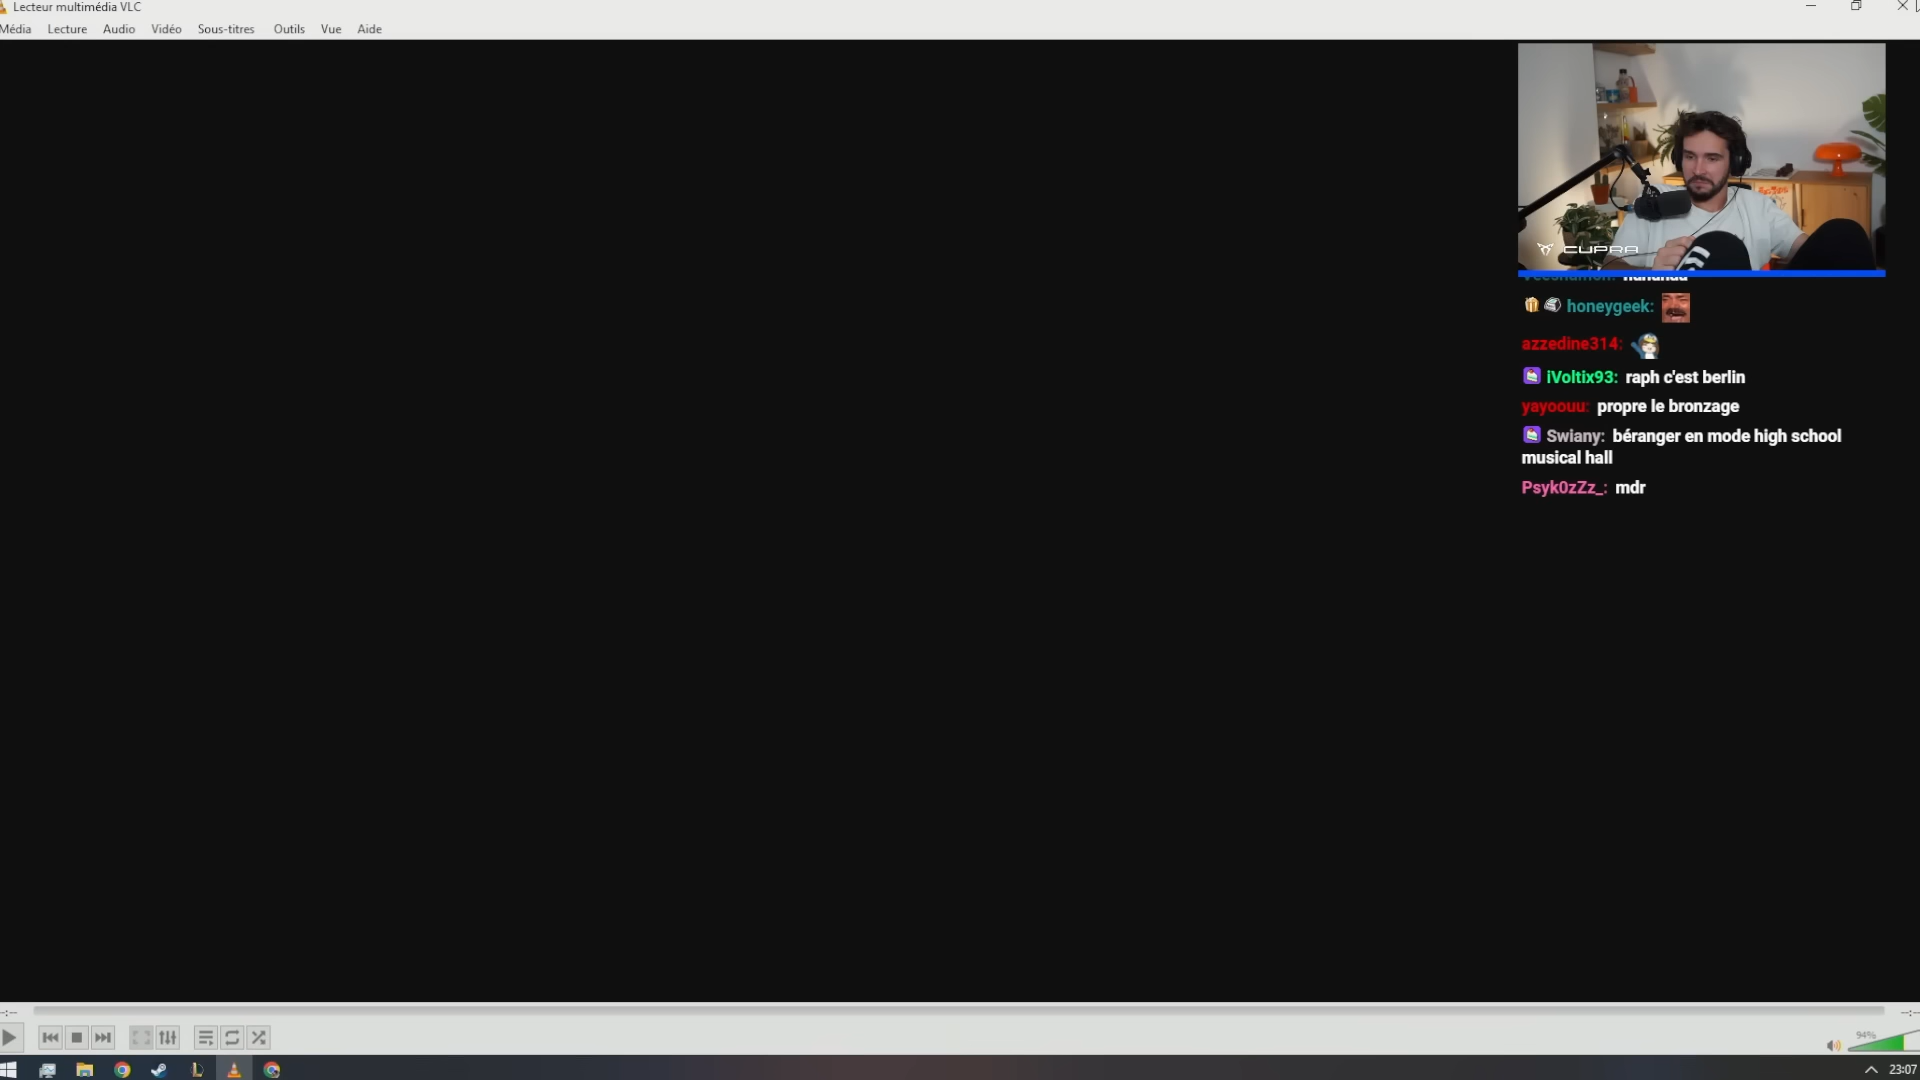 Lecteur multimédia VLC
Média Lecture Audio Vidéo Sous-titres Outils Vue Aide
CUPRA
honeygeek:
azzedine314:
iVoltix93: raph c'est berlin
yayoouu: propre le bronzage
Swiany: béranger en mode high school
musical hall
Psyk0zZz_: mdr
--:-- --:--
94%
23:07